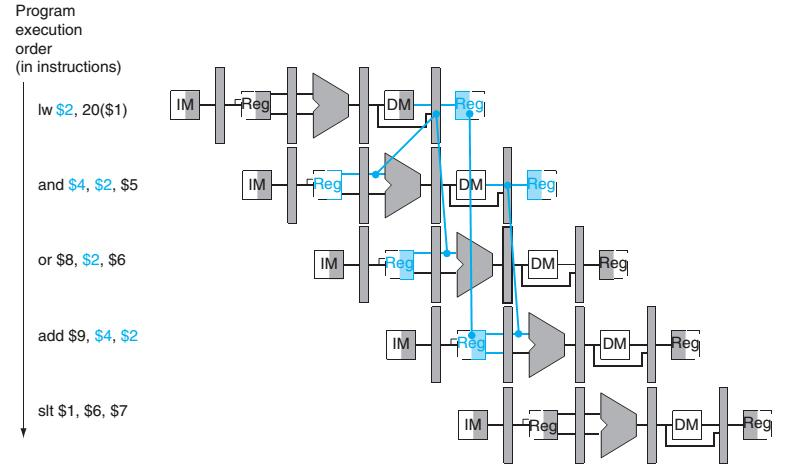 Program
execution
order
(in instructions)
lw $2, 20($1)
IM Reg DM Reg
and $4, $2, $5
IM Reg DM Reg
or $8, $2, $6
IM Reg DM Reg
add $9, $4, $2
IM Reg DM Reg
slt $1, $6, $7
IM Reg DM Reg